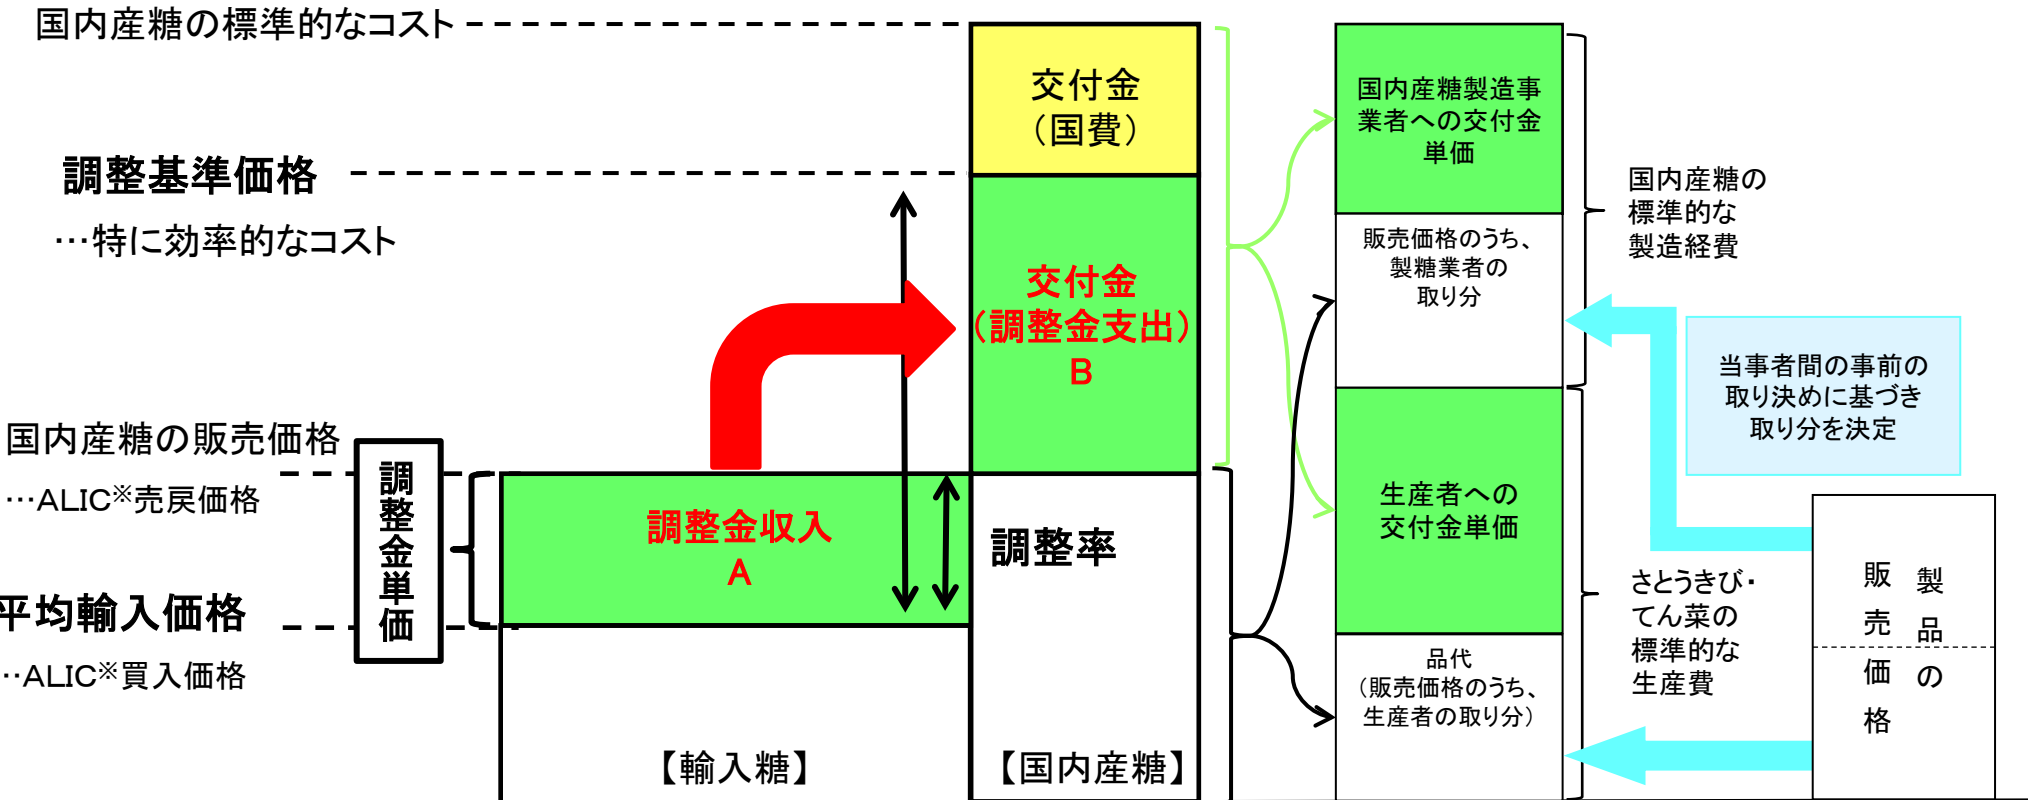 国内産糖の標準的なコスト
調整基準価格
…特に効率的なコスト
国内産糖の販売価格
…ALIC※売戻価格
平均輸入価格
…ALIC※買入価格
調整金単価
調整金収入
A
【輸入糖】
交付金
(国費)
交付金
(調整金支出)
B
調整率
【国内産糖】
国内産糖製造事
業者への交付金
単価
販売価格のうち、
製糖業者の
取り分
生産者への
交付金単価
品代
(販売価格のうち、
生産者の取り分)
国内産糖の
標準的な
製造経費
さとうきび・
てん菜の
標準的な
生産費
当事者間の事前の
取り決めに基づき
取り分を決定
製品の
販売価格